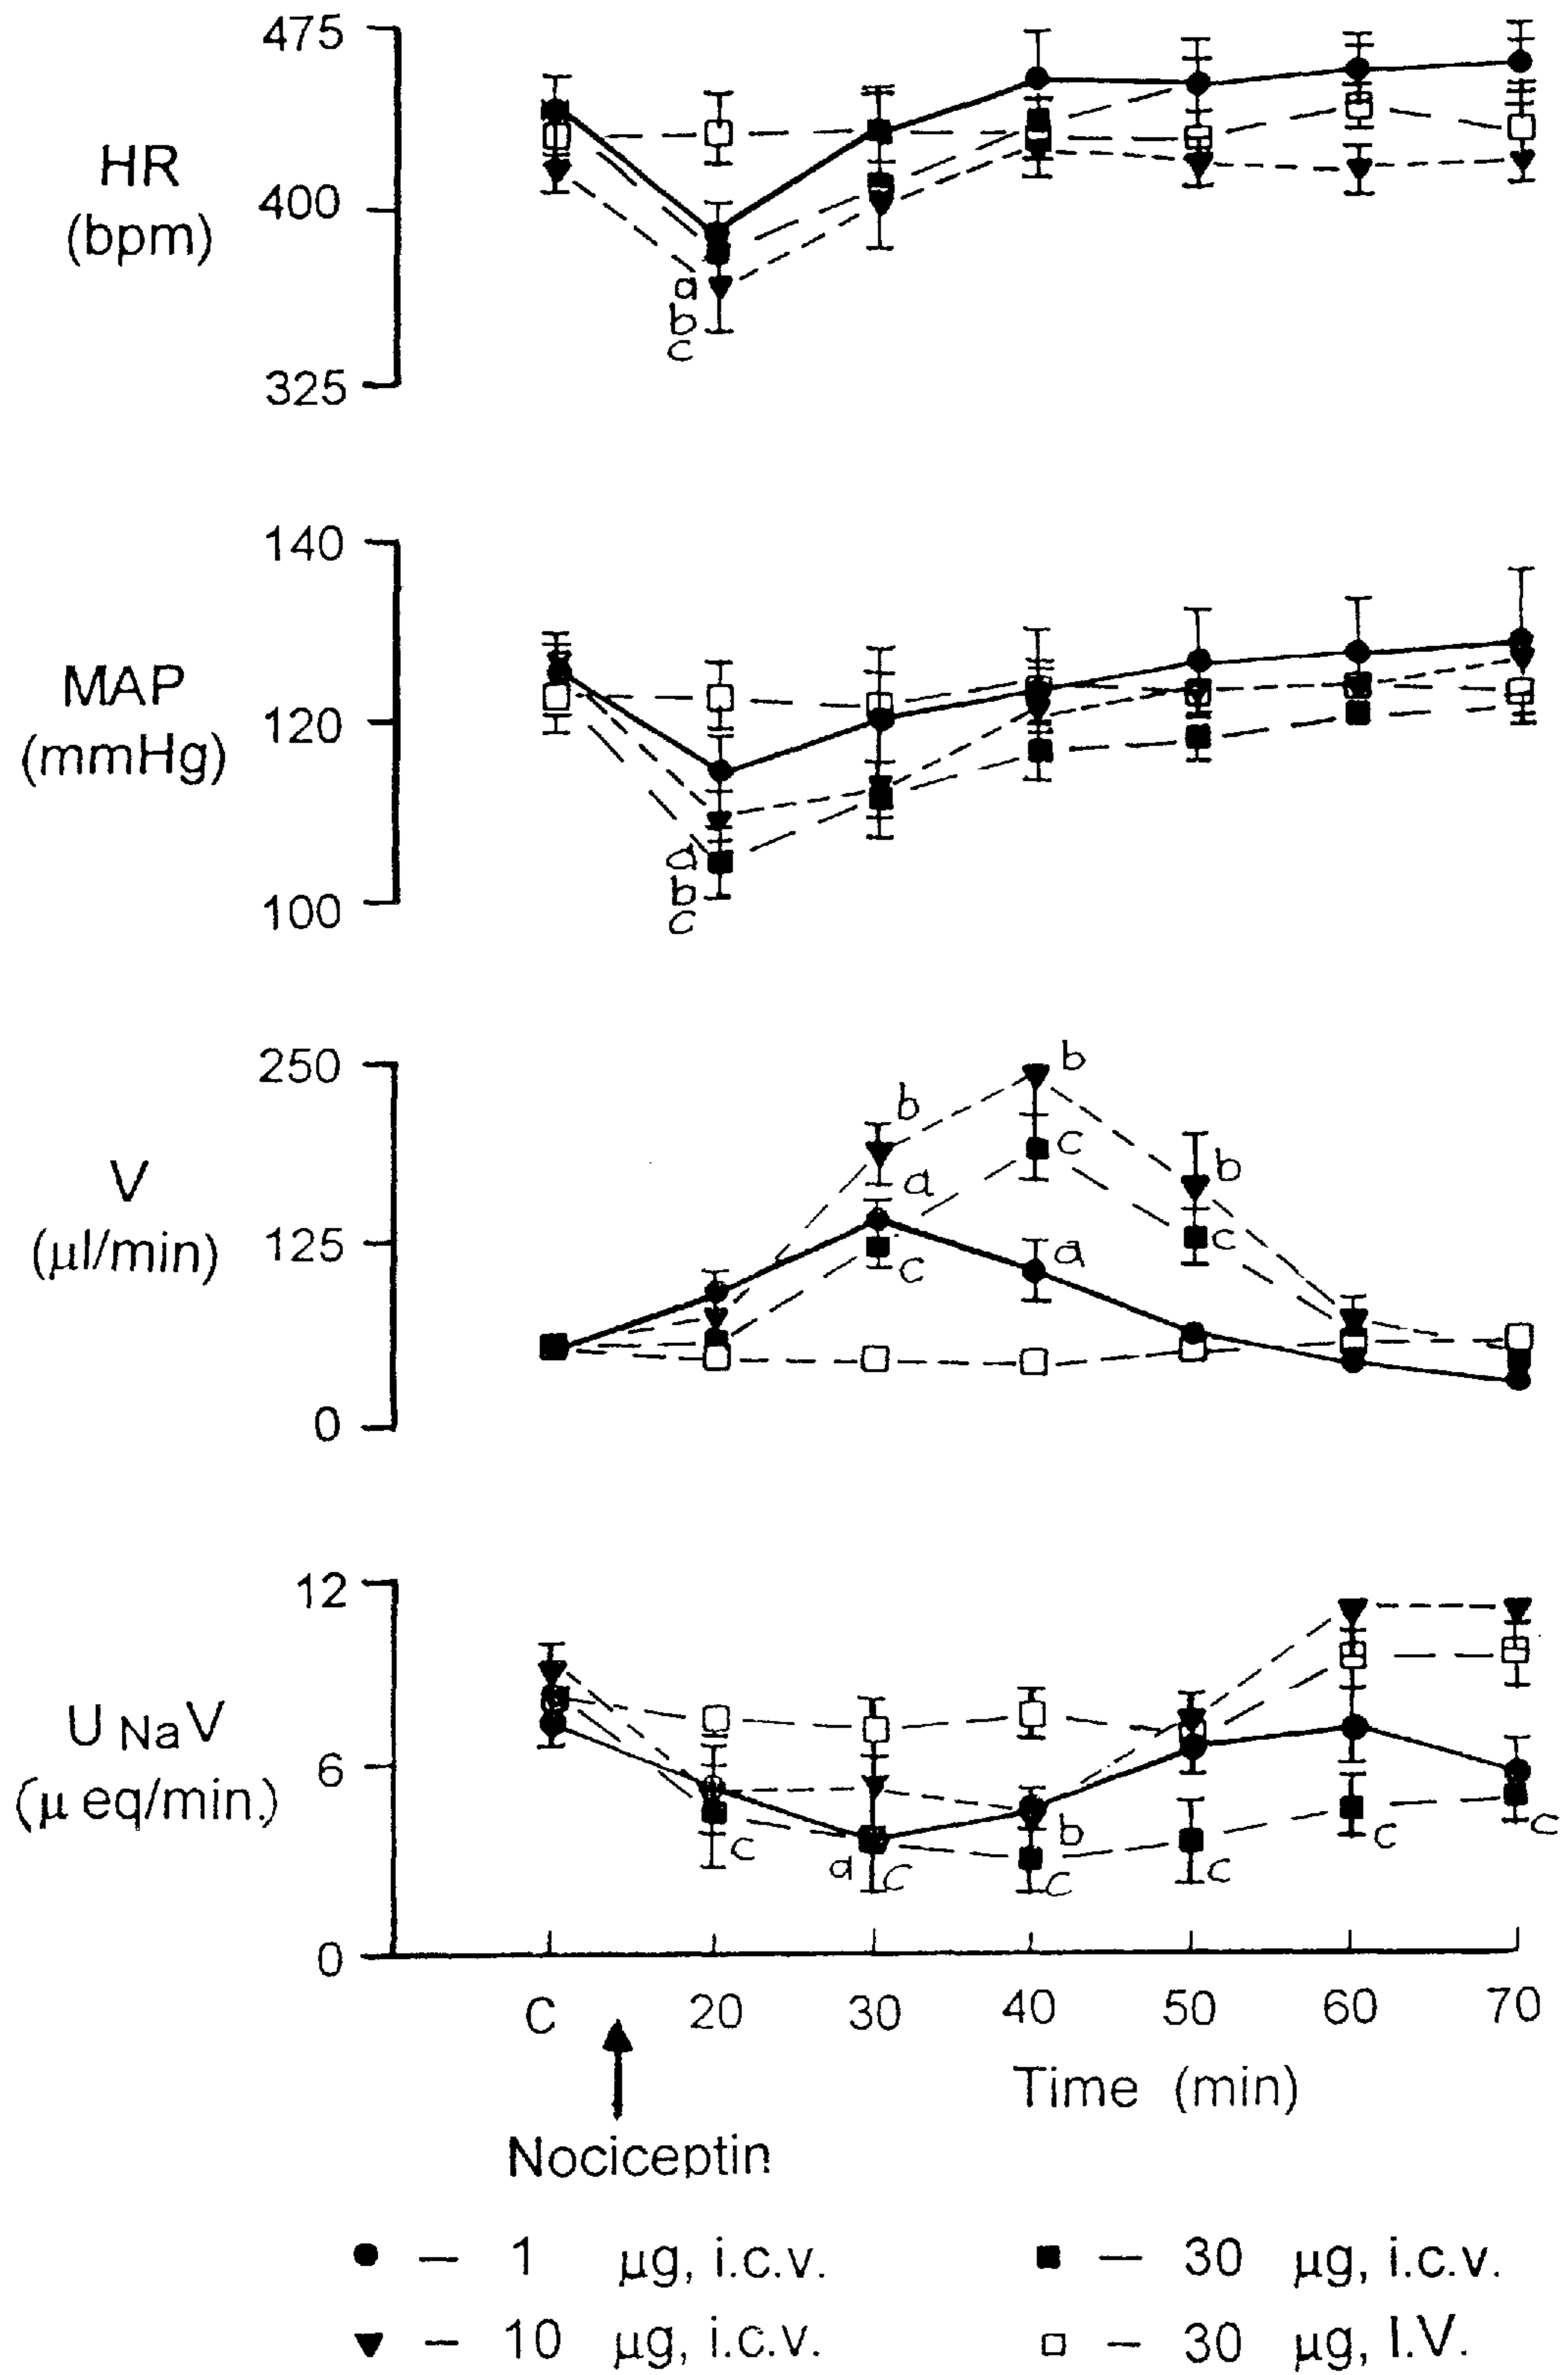 475
HR
400
(bpm)
a
b
c
325
140
MAP
120
(mmHg)
a
b
c
100
250
b
b
V
c
a
b
(µl/min)
125
c
a
c
0
12
U NaV
6
(µ eq/min.)
b
c
a
c
c
c
c
c
0
C 20 30 40 50 60 70
Time (min)
Nociceptin
● – 1 µg, i.c.v. ■ – 30 µg, i.c.v.
▼ – 10 µg, i.c.v. □ – 30 µg, I.V.